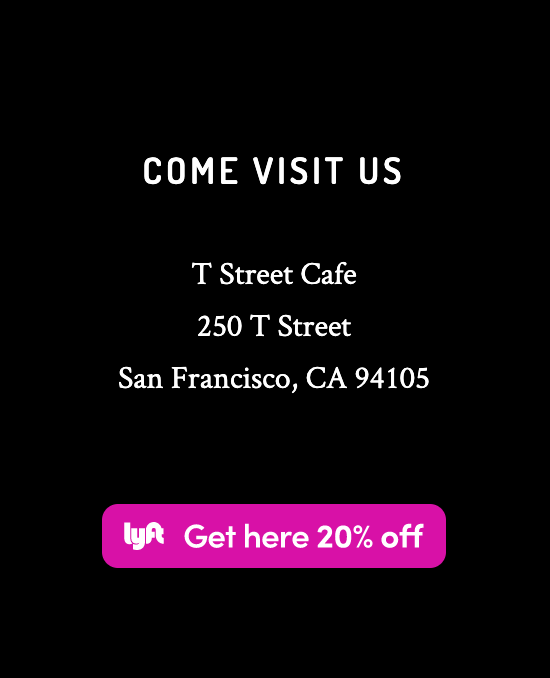 COME VISIT US
T Street Cafe
250 T Street
San Francisco, CA 94105
lyft Get here 20% off